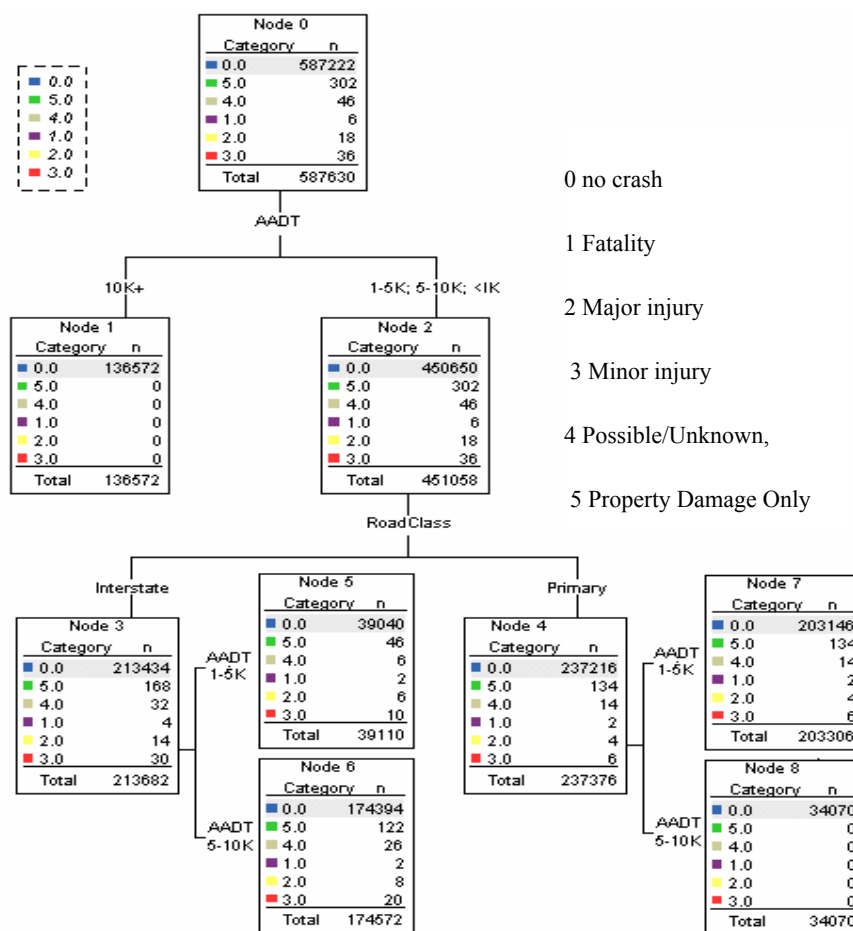 Node 0
Category n
0.0 587222
5.0 302
4.0 46
1.0 6
2.0 18
3.0 36
Total 587630
0.0
5.0
4.0
1.0
2.0
3.0
0 no crash
1 Fatality
2 Major injury
3 Minor injury
4 Possible/Unknown,
5 Property Damage Only
AADT
10K+
1-5K; 5-10K; <1K
Node 1
Category n
0.0 136572
5.0 0
4.0 0
1.0 0
2.0 0
3.0 0
Total 136572
Node 2
Category n
0.0 450650
5.0 302
4.0 46
1.0 6
2.0 18
3.0 36
Total 451058
RoadClass
Interstate
Primary
Node 3
Category n
0.0 213434
5.0 168
4.0 32
1.0 4
2.0 14
3.0 30
Total 213682
AADT
1-5K
Node 5
Category n
0.0 39040
5.0 46
4.0 6
1.0 2
2.0 6
3.0 10
Total 39110
AADT
5-10K
Node 6
Category n
0.0 174394
5.0 122
4.0 26
1.0 2
2.0 8
3.0 20
Total 174572
Node 4
Category n
0.0 237216
5.0 134
4.0 14
1.0 2
2.0 4
3.0 6
Total 237376
AADT
1-5K
Node 7
Category n
0.0 203146
5.0 134
4.0 14
1.0 2
2.0 4
3.0 6
Total 203306
AADT
5-10K
Node 8
Category n
0.0 34070
5.0 0
4.0 0
1.0 0
2.0 0
3.0 0
Total 34070